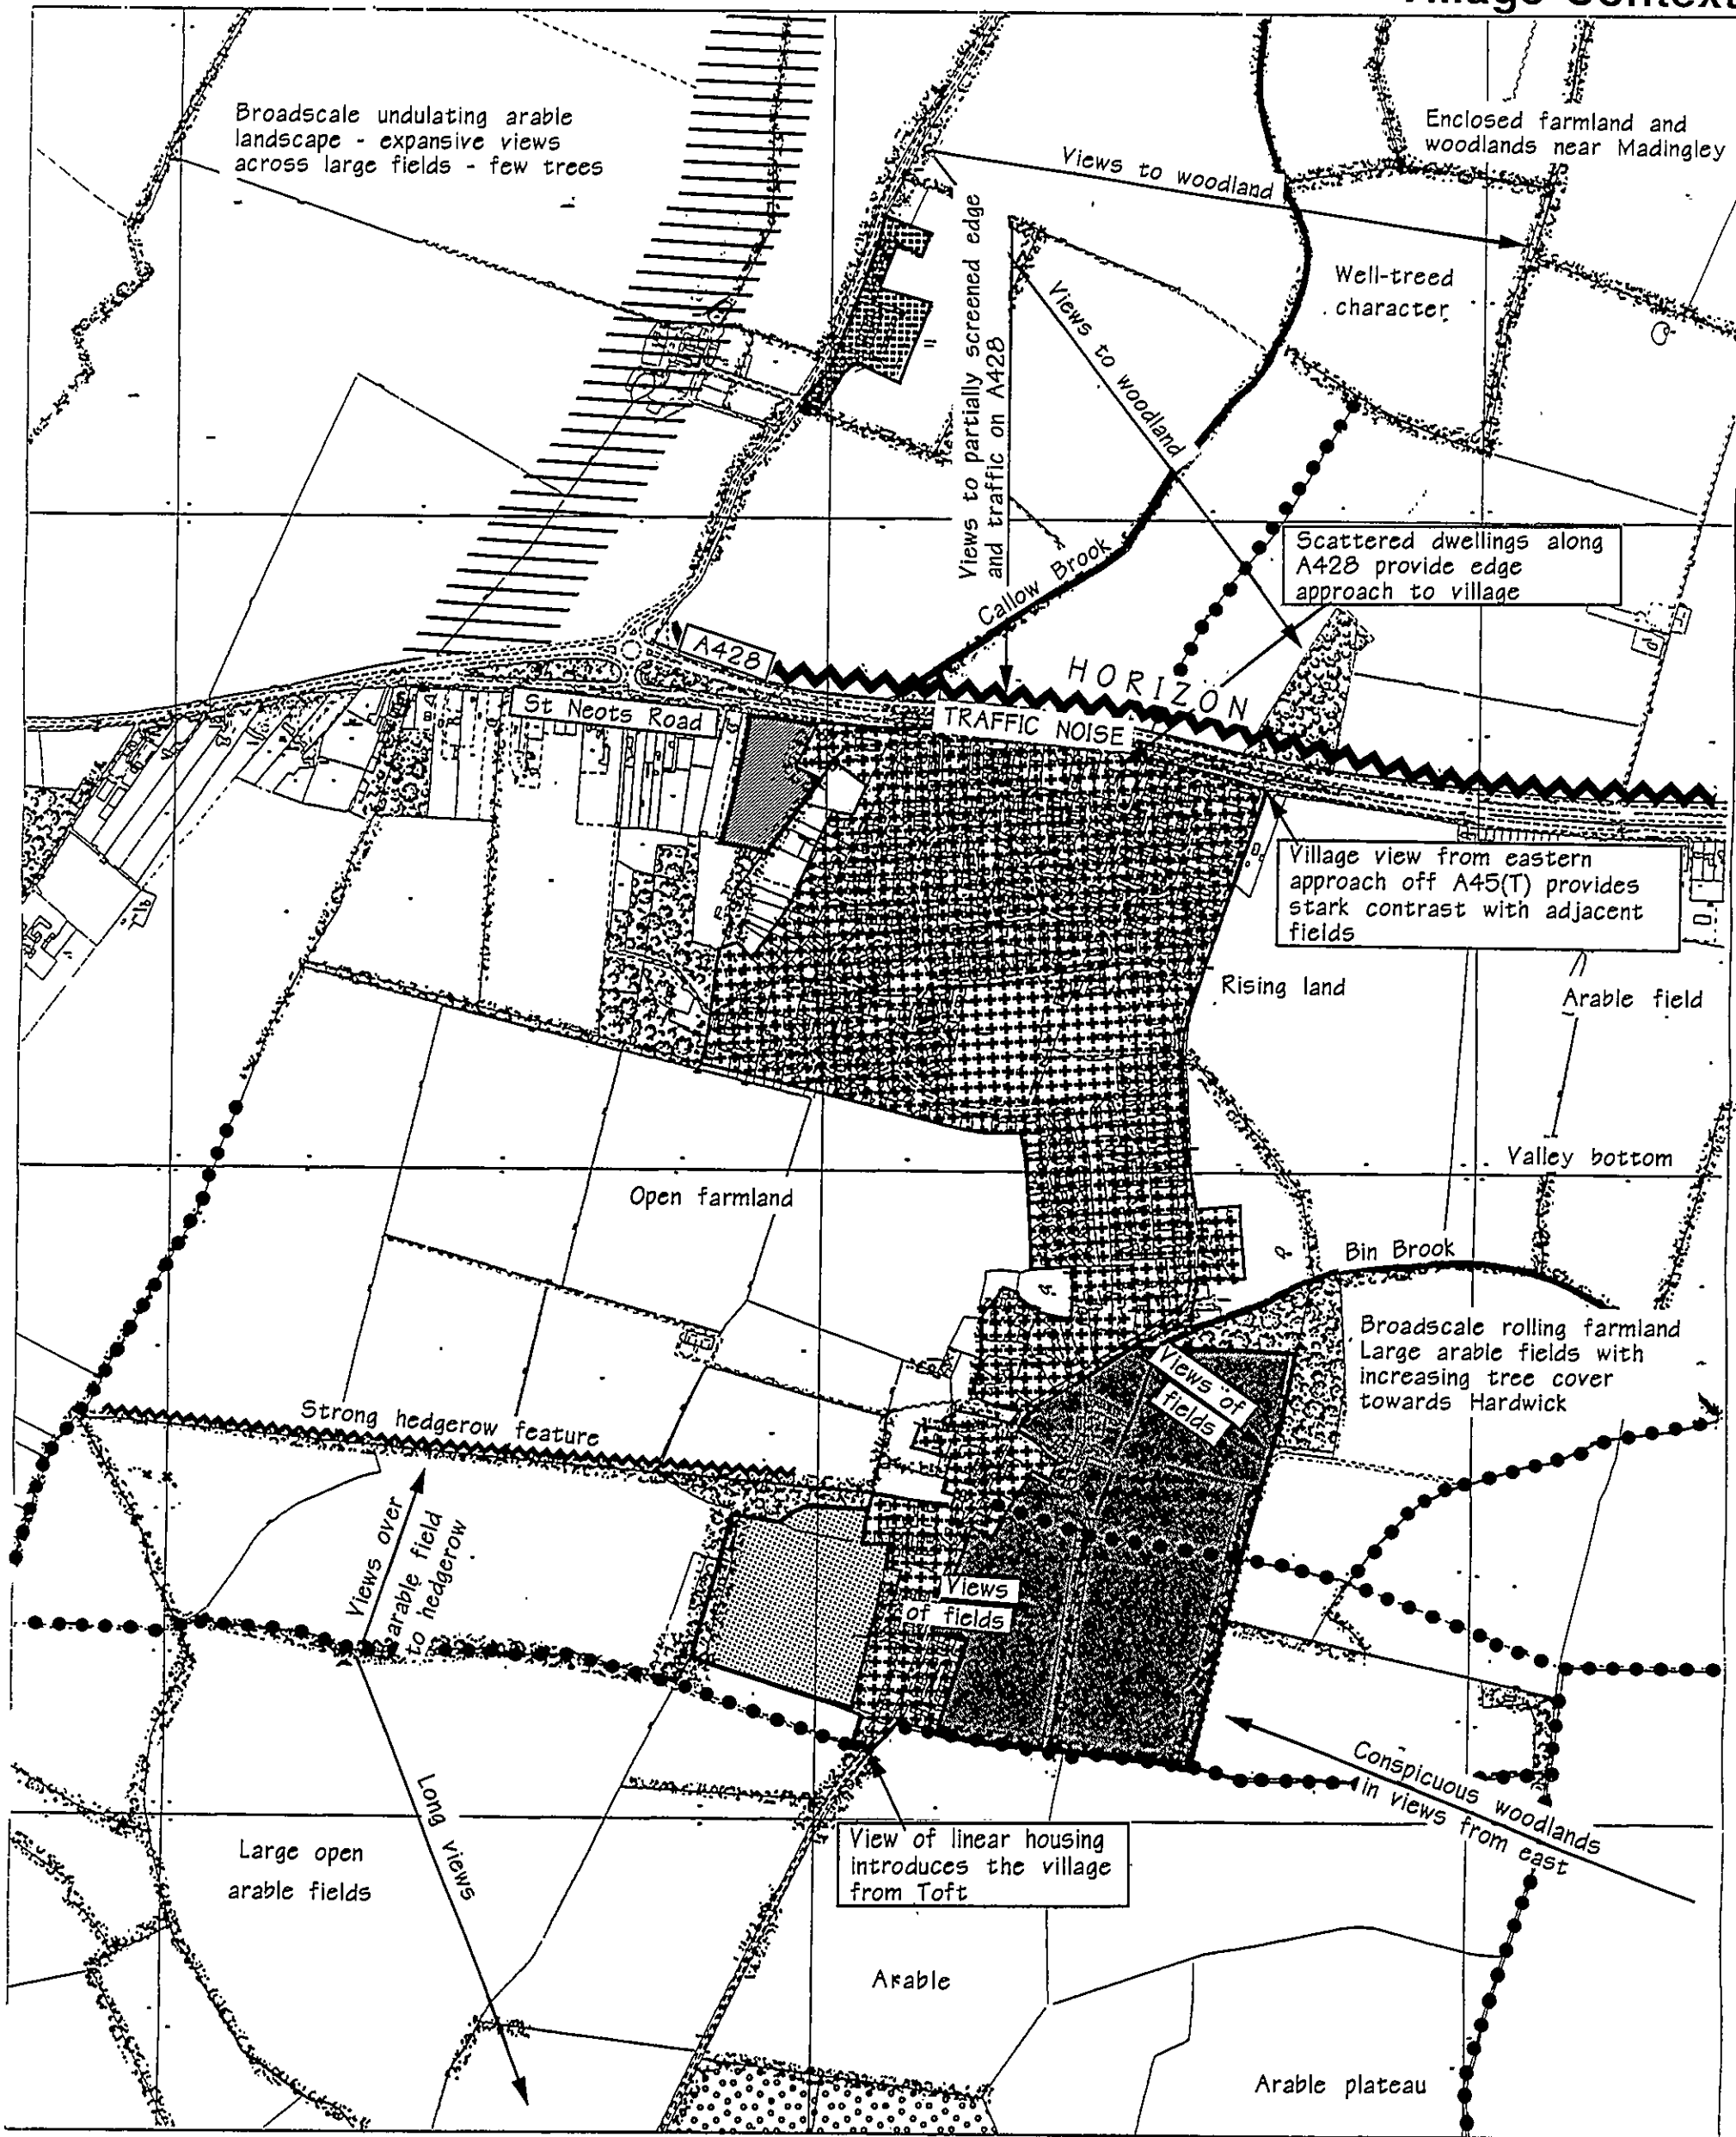 Village Context
Broadscale undulating arable
landscape - expansive views
across large fields - few trees
Enclosed farmland and
woodlands near Madingley
Views to woodland
Well-treed
character
Views to partially screened edge
and traffic on A428
Views to woodland
Callow Brook
Scattered dwellings along
A428 provide edge
approach to village
A428
HORIZON
St Neots Road
TRAFFIC NOISE
Village view from eastern
approach off A45(T) provides
stark contrast with adjacent
fields
Rising land
Arable field
Valley bottom
Open farmland
Bin Brook
Broadscale rolling farmland
Large arable fields with
increasing tree cover
towards Hardwick
Views of
fields
Strong hedgerow feature
Views over
arable field
to hedgerow
Views
of fields
Conspicuous woodlands
in views from east
Long views
View of linear housing
introduces the village
from Toft
Large open
arable fields
Arable
Arable plateau